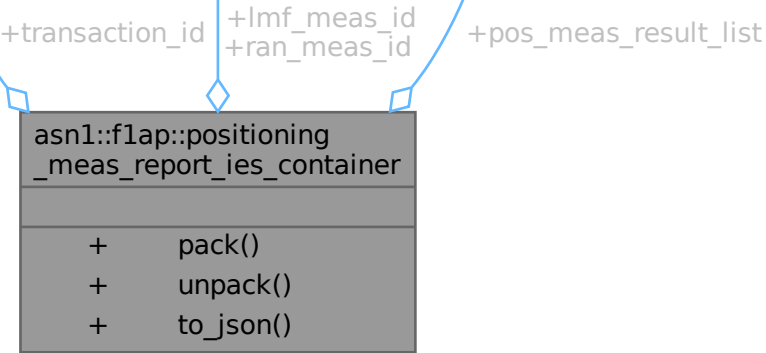 +transaction_id
+lmf_meas_id
+ran_meas_id
+pos_meas_result_list
asn1::f1ap::positioning
_meas_report_ies_container
+ pack()
+ unpack()
+ to_json()